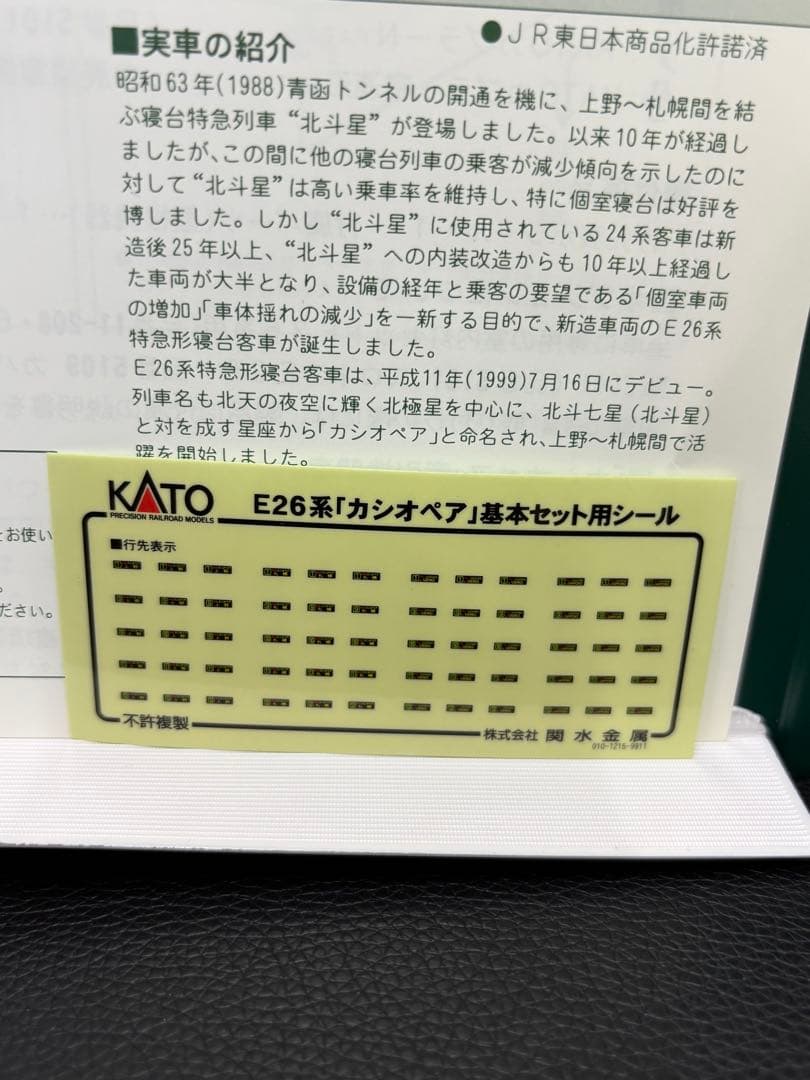 ■実車の紹介
●JR東日本商品化許諾済
昭和63年(1988)青函トンネルの開通を機に、上野〜札幌間を結
ぶ寝台特急列車“北斗星”が登場しました。以来10年が経過し
ましたが、この間に他の寝台列車の乗客が減少傾向を示したのに
対して“北斗星”は高い乗車率を維持し、特に個室寝台は好評を
博しました。しかし“北斗星”に使用されている24系客車は新
造後25年以上、“北斗星”への内装改造からも10年以上経過し
た車両が大半となり、設備の経年と乗客の要望である「個室車両
の増加」「車体揺れの減少」を一新する目的で、新造車両のE26系
特急形寝台客車が誕生しました。
E26系特急形寝台客車は、平成11年(1999)7月16日にデビュー。
列車名も北天の夜空に輝く北極星を中心に、北斗七星(北斗星)
と対を成す星座から「カシオペア」と命名され、上野〜札幌間で活
躍を開始しました。
とお使い
ださい。
KATO
PRECISION RAILROAD MODELS
E26系「カシオペア」基本セット用シール
■行先表示
不許複製
株式会社 関水金属
010-1216-9911